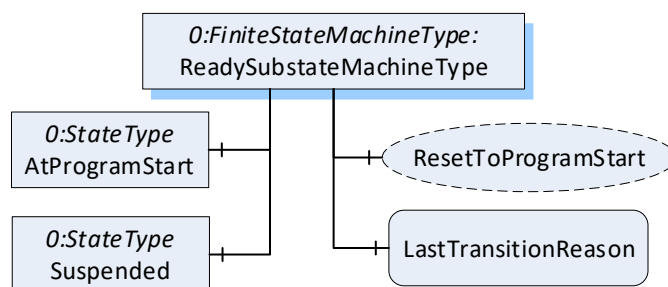 0:FiniteStateMachineType:
ReadySubstateMachineType
0:StateType
AtProgramStart
ResetToProgramStart
0:StateType
Suspended
LastTransitionReason